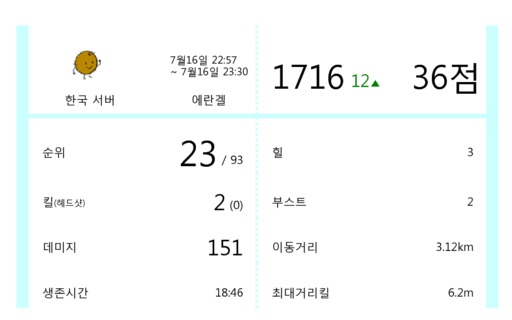 7월16일 22:57
~ 7월16일 23:30
한국 서버
에란겔
1716 12▲ 36점
순위 23 / 93
킬(헤드샷) 2 (0)
데미지 151
생존시간 18:46
힐 3
부스트 2
이동거리 3.12km
최대거리킬 6.2m